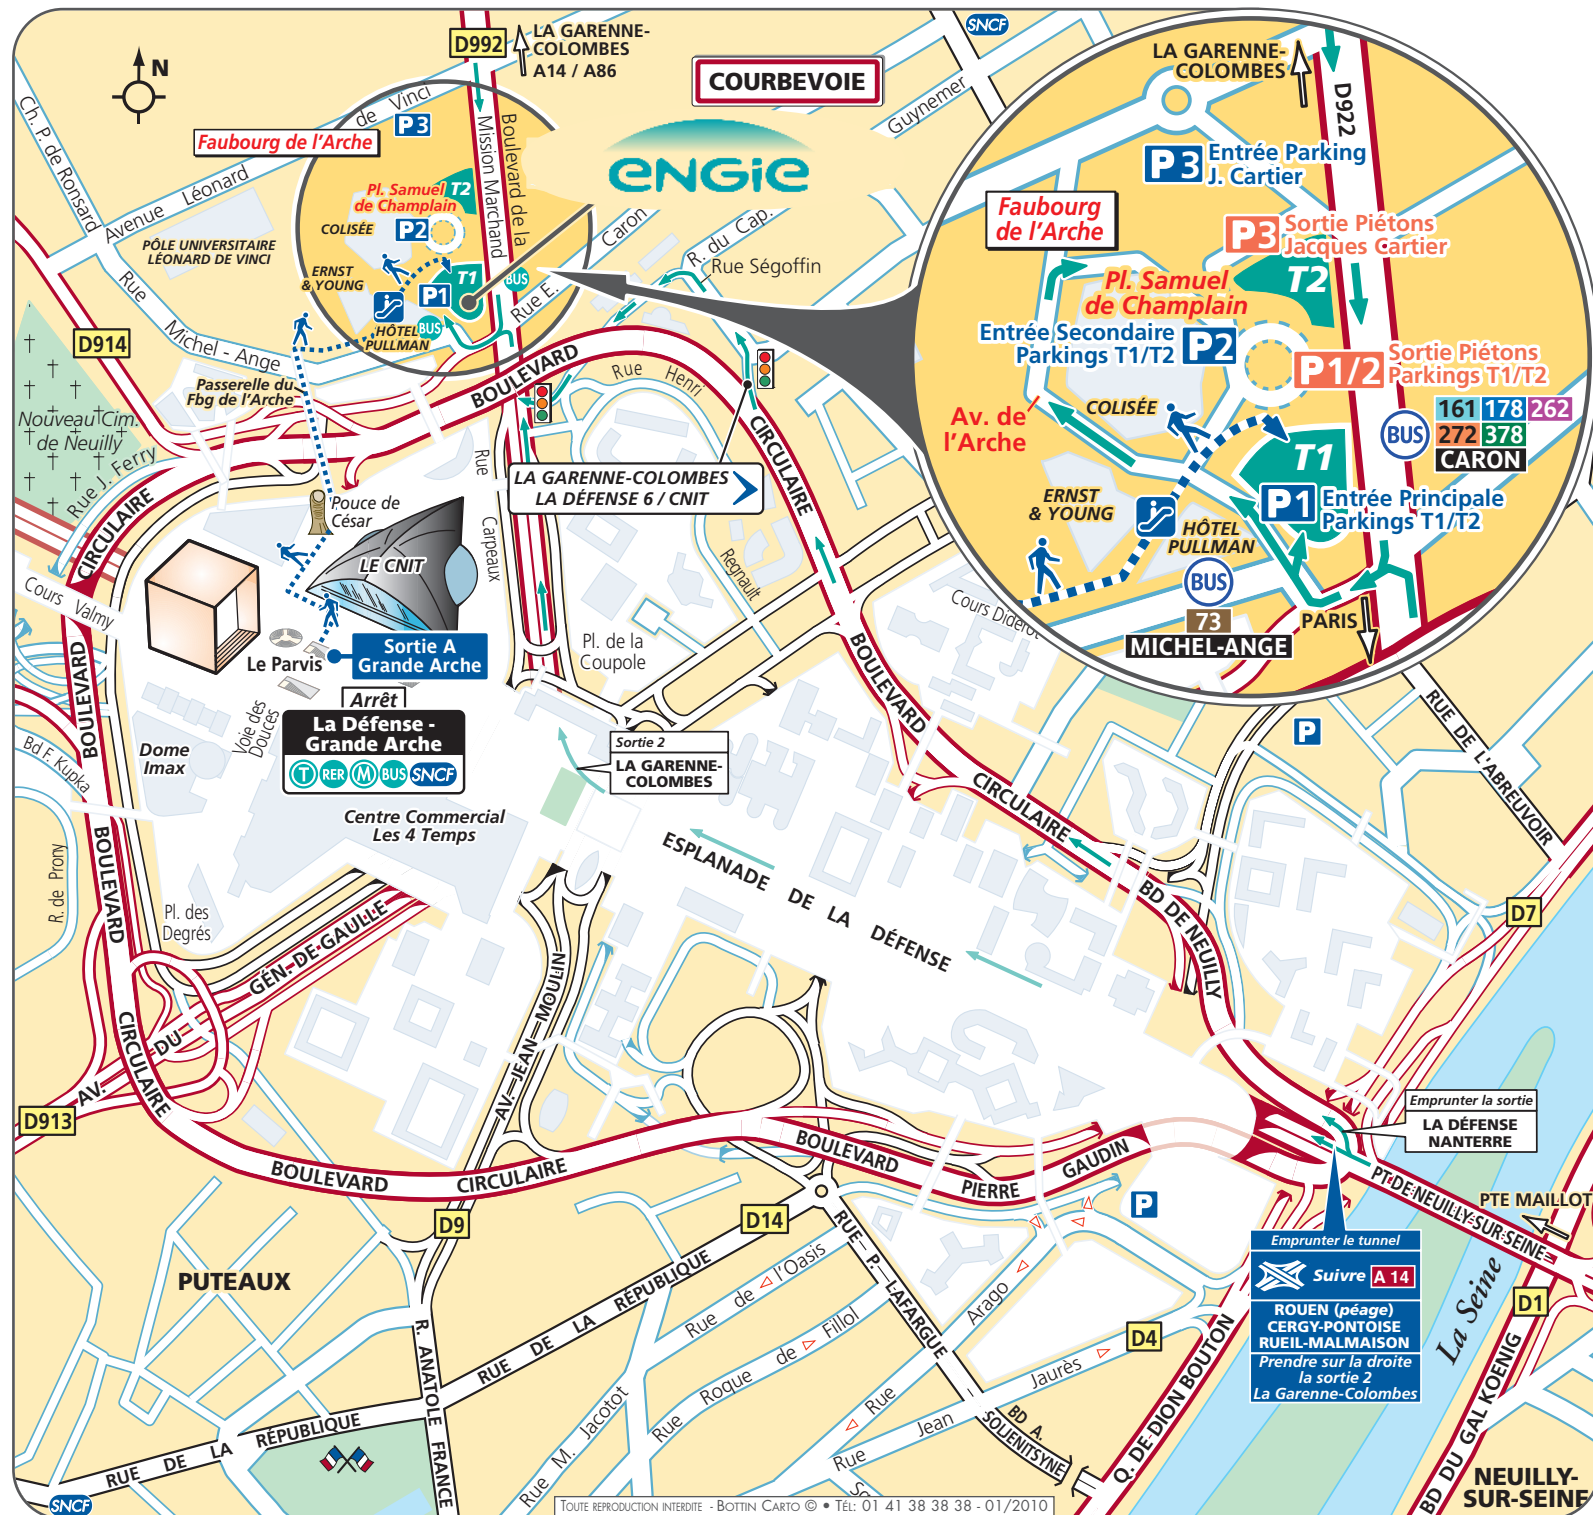 N
D992
LA GARENNE-
COLOMBES
A14 / A86
COURBEVOIE
SNCF
Ch. P. de Ronsard
Avenue Léonard
de Vinci
Faubourg de l'Arche
P3
Mission Marchand
Boulevard de la
ENGIE
Guynemer
Pl. Samuel
de Champlain
T2
COLISÉE
P2
PÔLE UNIVERSITAIRE
LÉONARD DE VINCI
ERNST
& YOUNG
T1
P1
BUS
BUS
HÔTEL
PULLMAN
Rue E.
Caron
R. du Cap.
Rue Ségoffin
Rue
Michel - Ange
D914
Passerelle du
Fbg de l'Arche
Nouveau Cim.
de Neuilly
Rue J. Ferry
BOULEVARD
CIRCULAIRE
Rue Henri
Regnault
LA GARENNE-COLOMBES
LA DÉFENSE 6 / CNIT
Rue
Carpeaux
Pouce de
César
LE CNIT
CIRCULAIRE
BOULEVARD
Cours Valmy
Le Parvis
Sortie A
Grande Arche
Arrêt
La Défense -
Grande Arche
T RER M BUS SNCF
Pl. de la
Coupole
Cours Diderot
Voie des
Douces
Dome
Imax
Bd F. Kupka
R. de Prony
Centre Commercial
Les 4 Temps
Sortie 2
LA GARENNE-
COLOMBES
ESPLANADE DE LA DÉFENSE
BOULEVARD
CIRCULAIRE
BD DE NEUILLY
P
RUE DE L'ABREUVOIR
D7
BOULEVARD
CIRCULAIRE
Pl. des
Degrés
AV. DU GÉN. DE GAULLE
D913
AV. JEAN MOULIN
BOULEVARD CIRCULAIRE
BOULEVARD
PIERRE GAUDIN
Emprunter la sortie
LA DÉFENSE
NANTERRE
PT DE NEUILLY-SUR-SEINE
PTE MAILLOT
P
D9
D14
D4
D1
PUTEAUX
RUE DE LA RÉPUBLIQUE
RUE DE LA RÉPUBLIQUE
R. ANATOLE FRANCE
Rue de l'Oasis
Rue Roque de Fillol
Rue M. Jacotot
RUE P. LAFARGUE
Rue Arago
Rue Jean Jaurès
BD A.
SOLJENITSYNE
Q. DE DION BOUTON
La Seine
BD DU GAL KOENIG
Emprunter le tunnel
Suivre A 14
ROUEN (péage)
CERGY-PONTOISE
RUEIL-MALMAISON
Prendre sur la droite
la sortie 2
La Garenne-Colombes
NEUILLY-
SUR-SEINE
SNCF
TOUTE REPRODUCTION INTERDITE - BOTTIN CARTO © • TÉL: 01 41 38 38 38 - 01/2010
LA GARENNE-
COLOMBES
D922
P3 Entrée Parking
J. Cartier
Faubourg
de l'Arche
P3 Sortie Piétons
Jacques Cartier
T2
Pl. Samuel
de Champlain
Entrée Secondaire
Parkings T1/T2
P2
P1/2 Sortie Piétons
Parkings T1/T2
COLISÉE
Av. de
l'Arche
BUS
161 178 262
272 378
CARON
T1
P1 Entrée Principale
Parkings T1/T2
ERNST
& YOUNG
HÔTEL
PULLMAN
BUS
73
MICHEL-ANGE
PARIS